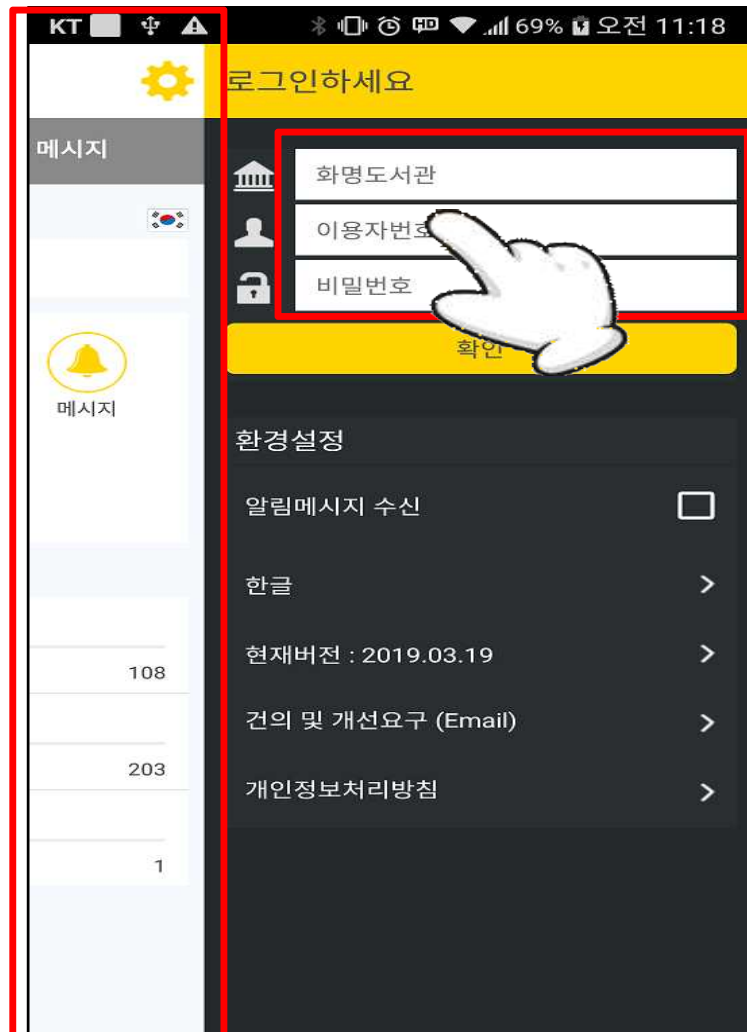 KT 69% 오전 11:18
로그인하세요
메시지
화명도서관
이용자번호
비밀번호
확인
메시지
환경설정
알림메시지 수신
한글
현재버전 : 2019.03.19
108
건의 및 개선요구 (Email)
203
개인정보처리방침
1